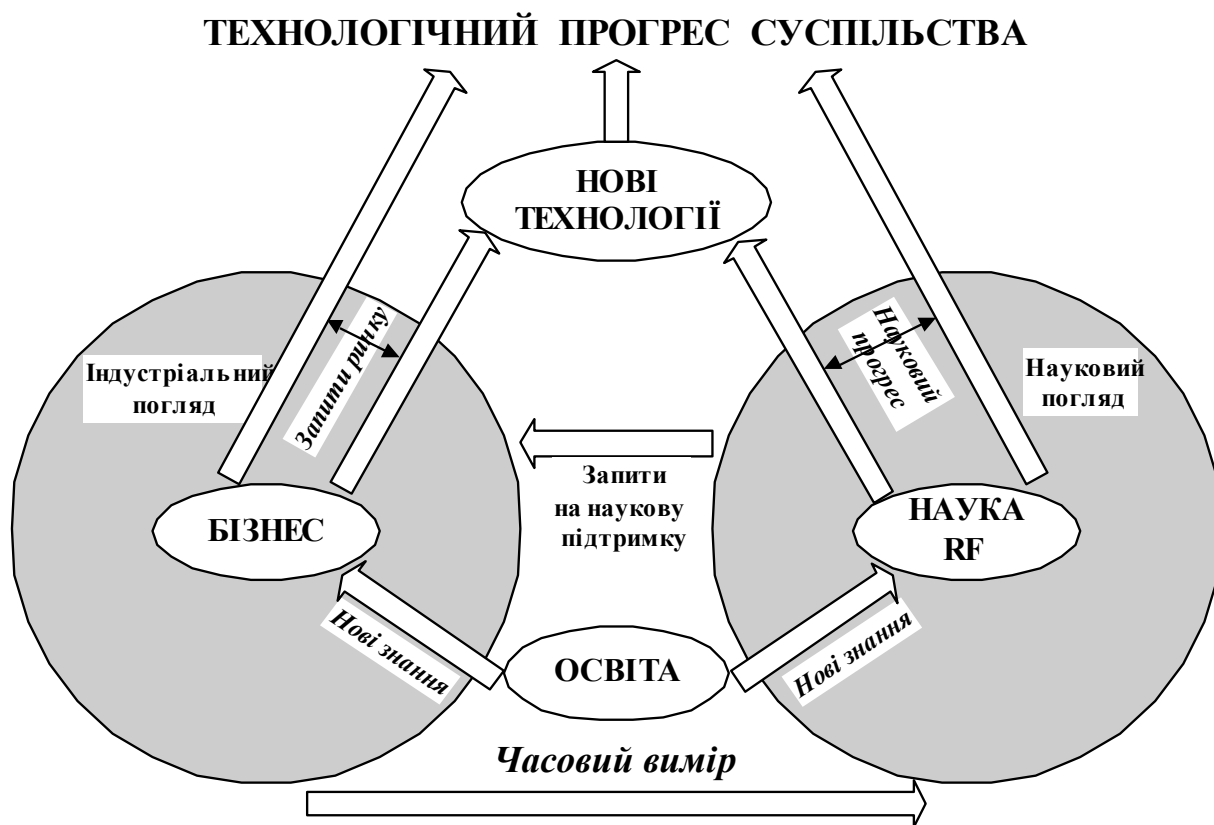 ТЕХНОЛОГІЧНИЙ ПРОГРЕС СУСПІЛЬСТВА
НОВІ
ТЕХНОЛОГІЇ
Індустріальний
погляд
Запити ринку
Науковий
прогрес
Науковий
погляд
Запити
на наукову
підтримку
БІЗНЕС
НАУКА
RF
Нові знання
ОСВІТА
Нові знання
Часовий вимір